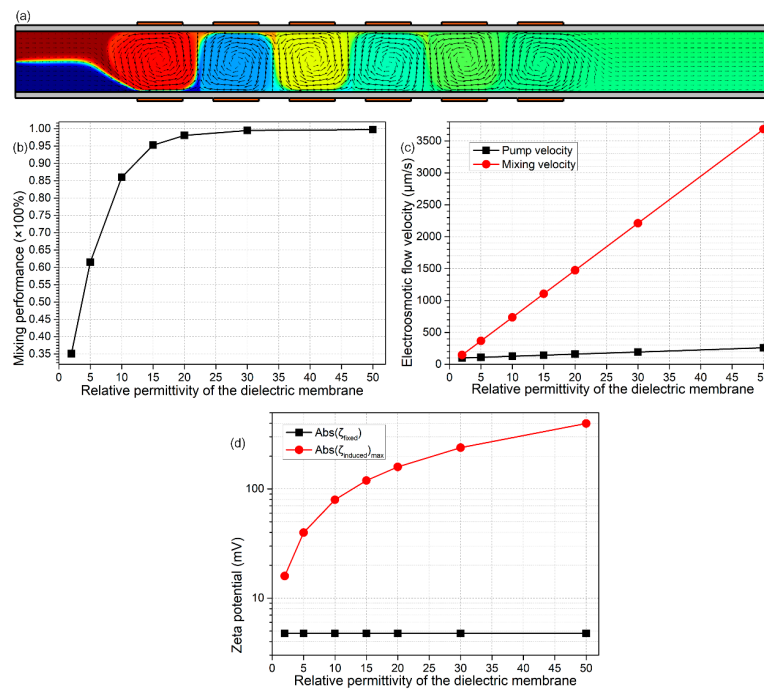 (a)
(b)
1.00
0.95
0.90
0.85
0.80
0.75
0.70
0.65
0.60
0.55
0.50
0.45
0.40
0.35
Mixing performance (×100%)
0 5 10 15 20 25 30 35 40 45 50
Relative permittivity of the dielectric membrane
(c)
Pump velocity
Mixing velocity
3500
3000
2500
2000
1500
1000
500
0
Electroosmotic flow velocity (μm/s)
0 5 10 15 20 25 30 35 40 45 50
Relative permittivity of the dielectric membrane
(d)
Abs(ζfixed)
Abs(ζinduced)max
100
10
Zeta potential (mV)
0 5 10 15 20 25 30 35 40 45 50
Relative permittivity of the dielectric membrane